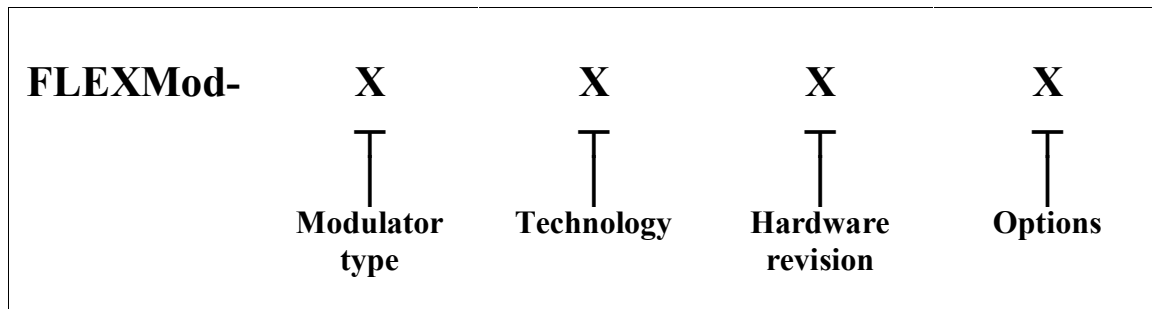 FLEXMod- X X X X
Modulator Technology Hardware Options
type revision